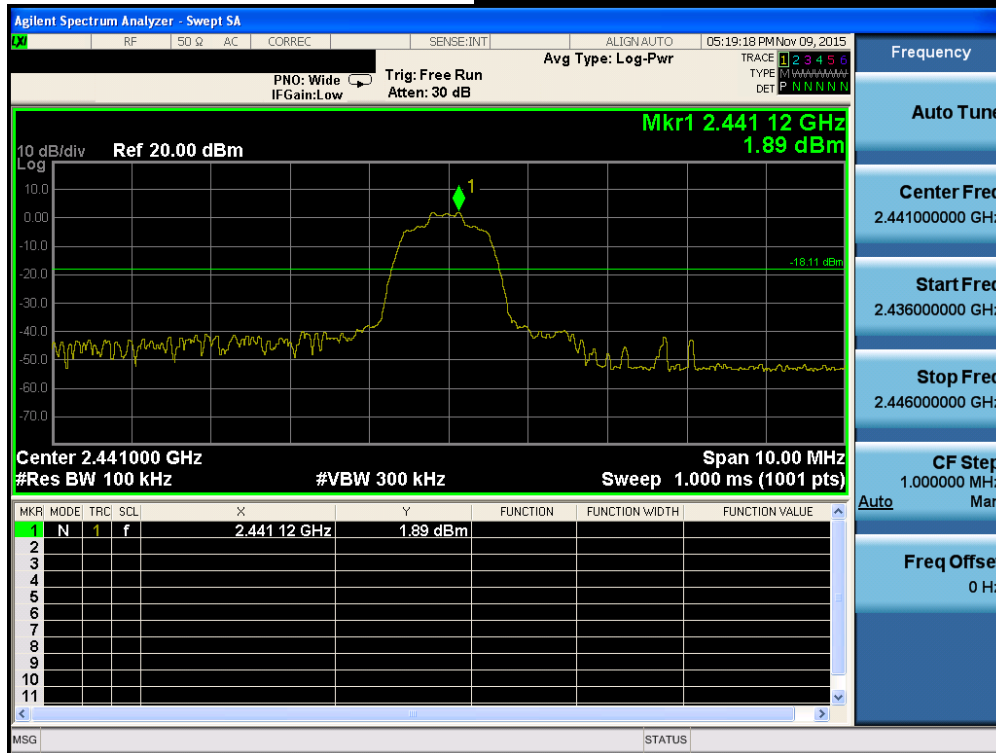 Agilent Spectrum Analyzer - Swept SA
LXI RF 50 Ω AC CORREC SENSE:INT ALIGN AUTO 05:19:18 PM Nov 09, 2015
Frequency
Avg Type: Log-Pwr TRACE 1 2 3 4 5 6
PNO: Wide Trig: Free Run TYPE M WWWWW
IFGain:Low Atten: 30 dB DET P N N N N N
Auto Tune
Mkr1 2.441 12 GHz
10 dB/div Ref 20.00 dBm 1.89 dBm
Log
10.0
1
0.00
-10.0
-18.11 dBm
-20.0
-30.0
-40.0
-50.0
-60.0
-70.0
Center 2.441000 GHz Span 10.00 MHz
#Res BW 100 kHz #VBW 300 kHz Sweep 1.000 ms (1001 pts)
Center Freq
2.441000000 GHz
Start Freq
2.436000000 GHz
Stop Freq
2.446000000 GHz
CF Step
1.000000 MHz
Auto Man
Freq Offset
0 Hz
MKR MODE TRC SCL X Y FUNCTION FUNCTION WIDTH FUNCTION VALUE
1 N 1 f 2.441 12 GHz 1.89 dBm
2
3
4
5
6
7
8
9
10
11
MSG STATUS